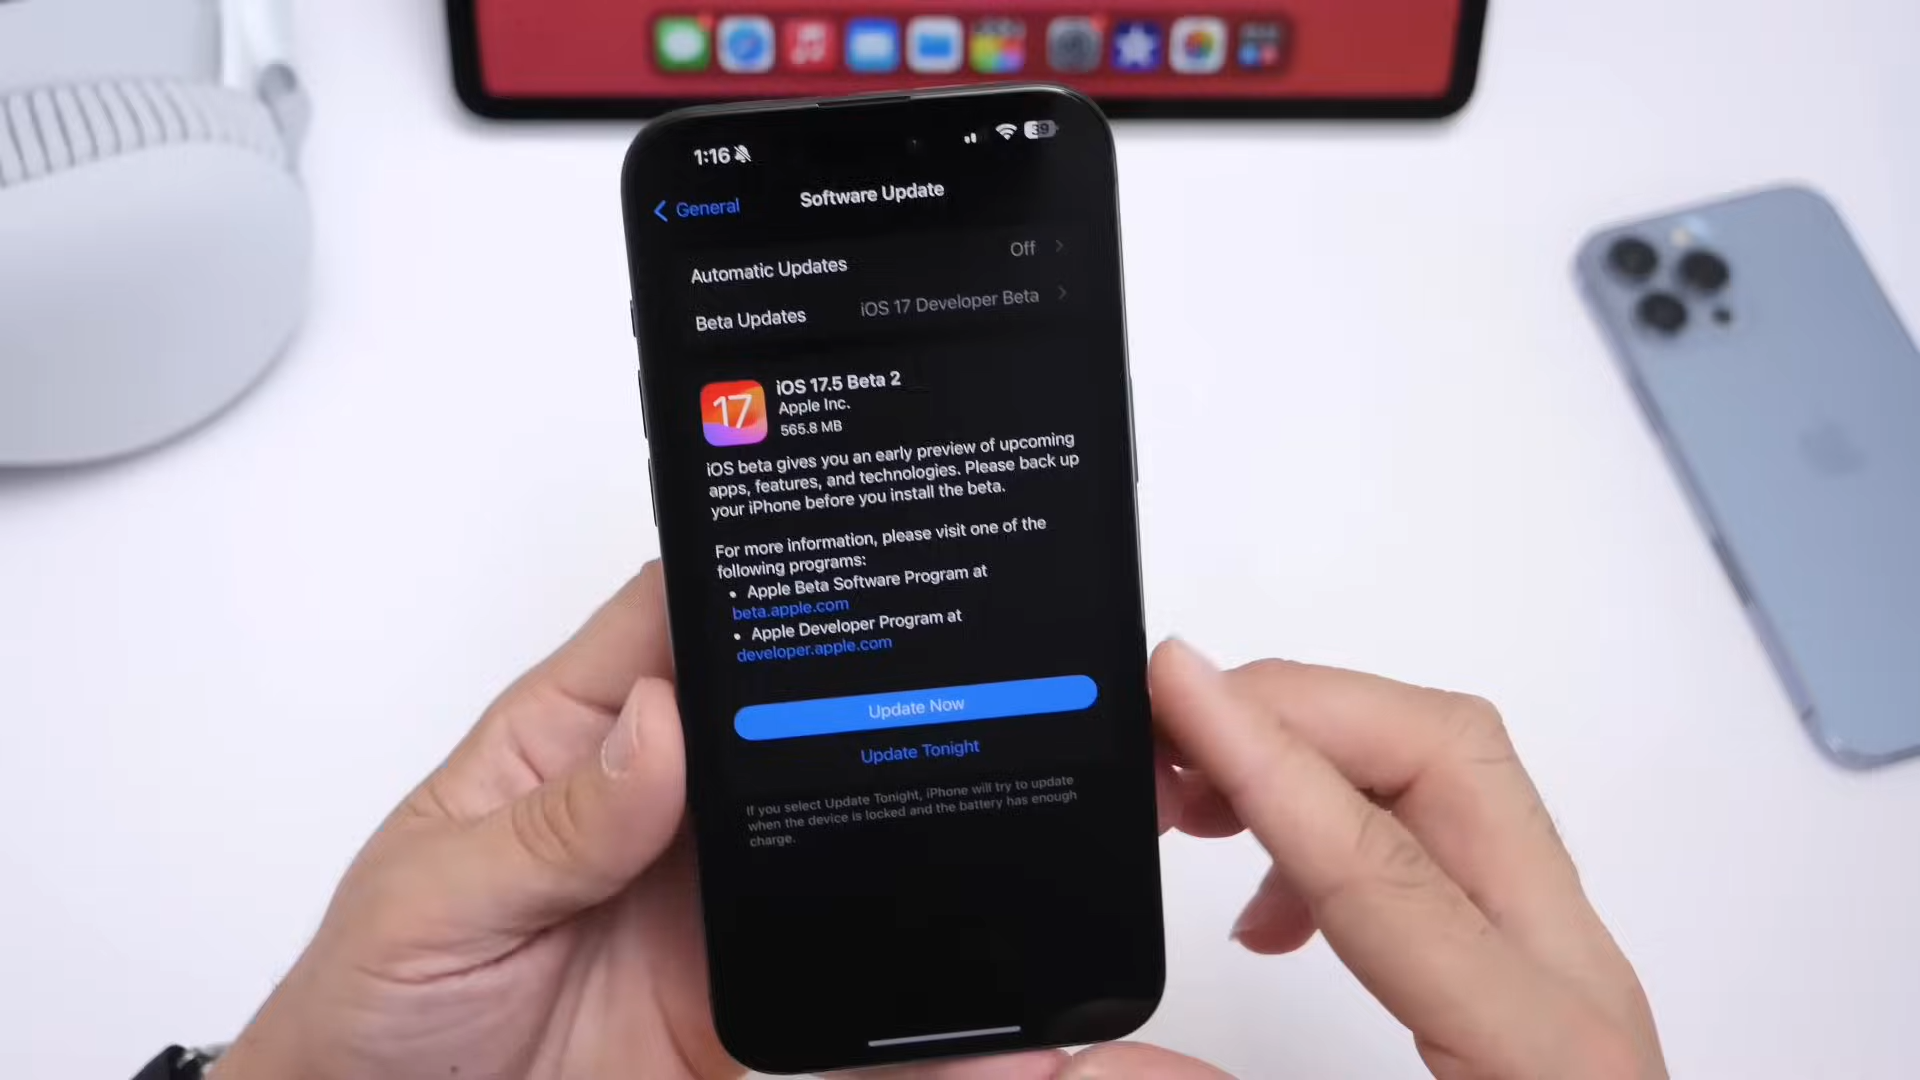 1:16
39
General
Software Update
Automatic Updates
Off
Beta Updates
iOS 17 Developer Beta
17
iOS 17.5 Beta 2
Apple Inc.
565.8 MB
iOS beta gives you an early preview of upcoming
apps, features, and technologies. Please back up
your iPhone before you install the beta.
For more information, please visit one of the
following programs:
• Apple Beta Software Program at
beta.apple.com
• Apple Developer Program at
developer.apple.com
Update Now
Update Tonight
If you select Update Tonight, iPhone will try to update
when the device is locked and the battery has enough
charge.